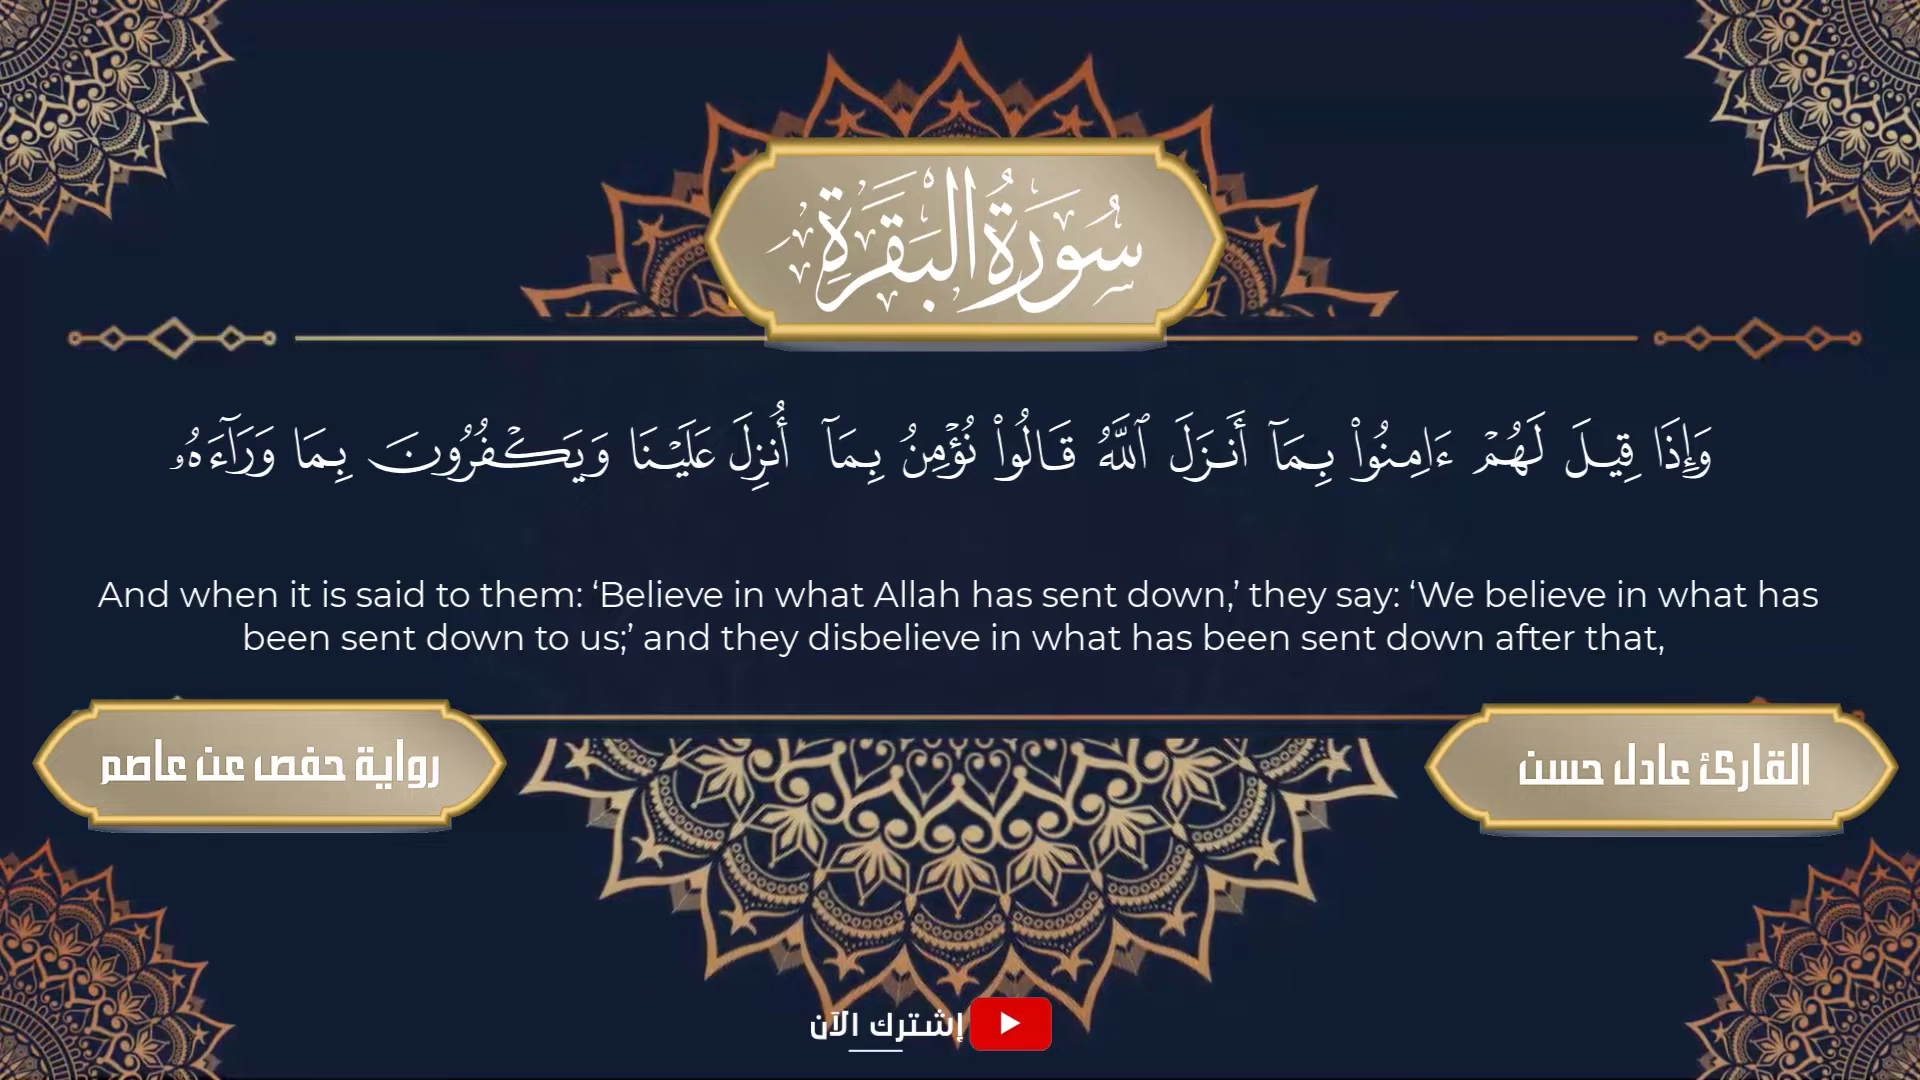 سُورَةُ البَقَرَةِ
وَإِذَا قِيلَ لَهُمْ ءَامِنُوا۟ بِمَآ أَنزَلَ ٱللَّهُ قَالُوا۟ نُؤْمِنُ بِمَآ أُنزِلَ عَلَيْنَا وَيَكْفُرُونَ بِمَا وَرَآءَهُۥ
And when it is said to them: ‘Believe in what Allah has sent down,’ they say: ‘We believe in what has
been sent down to us;’ and they disbelieve in what has been sent down after that,
القارئ عادل حسن
رواية حفص عن عاصم
إشترك الآن